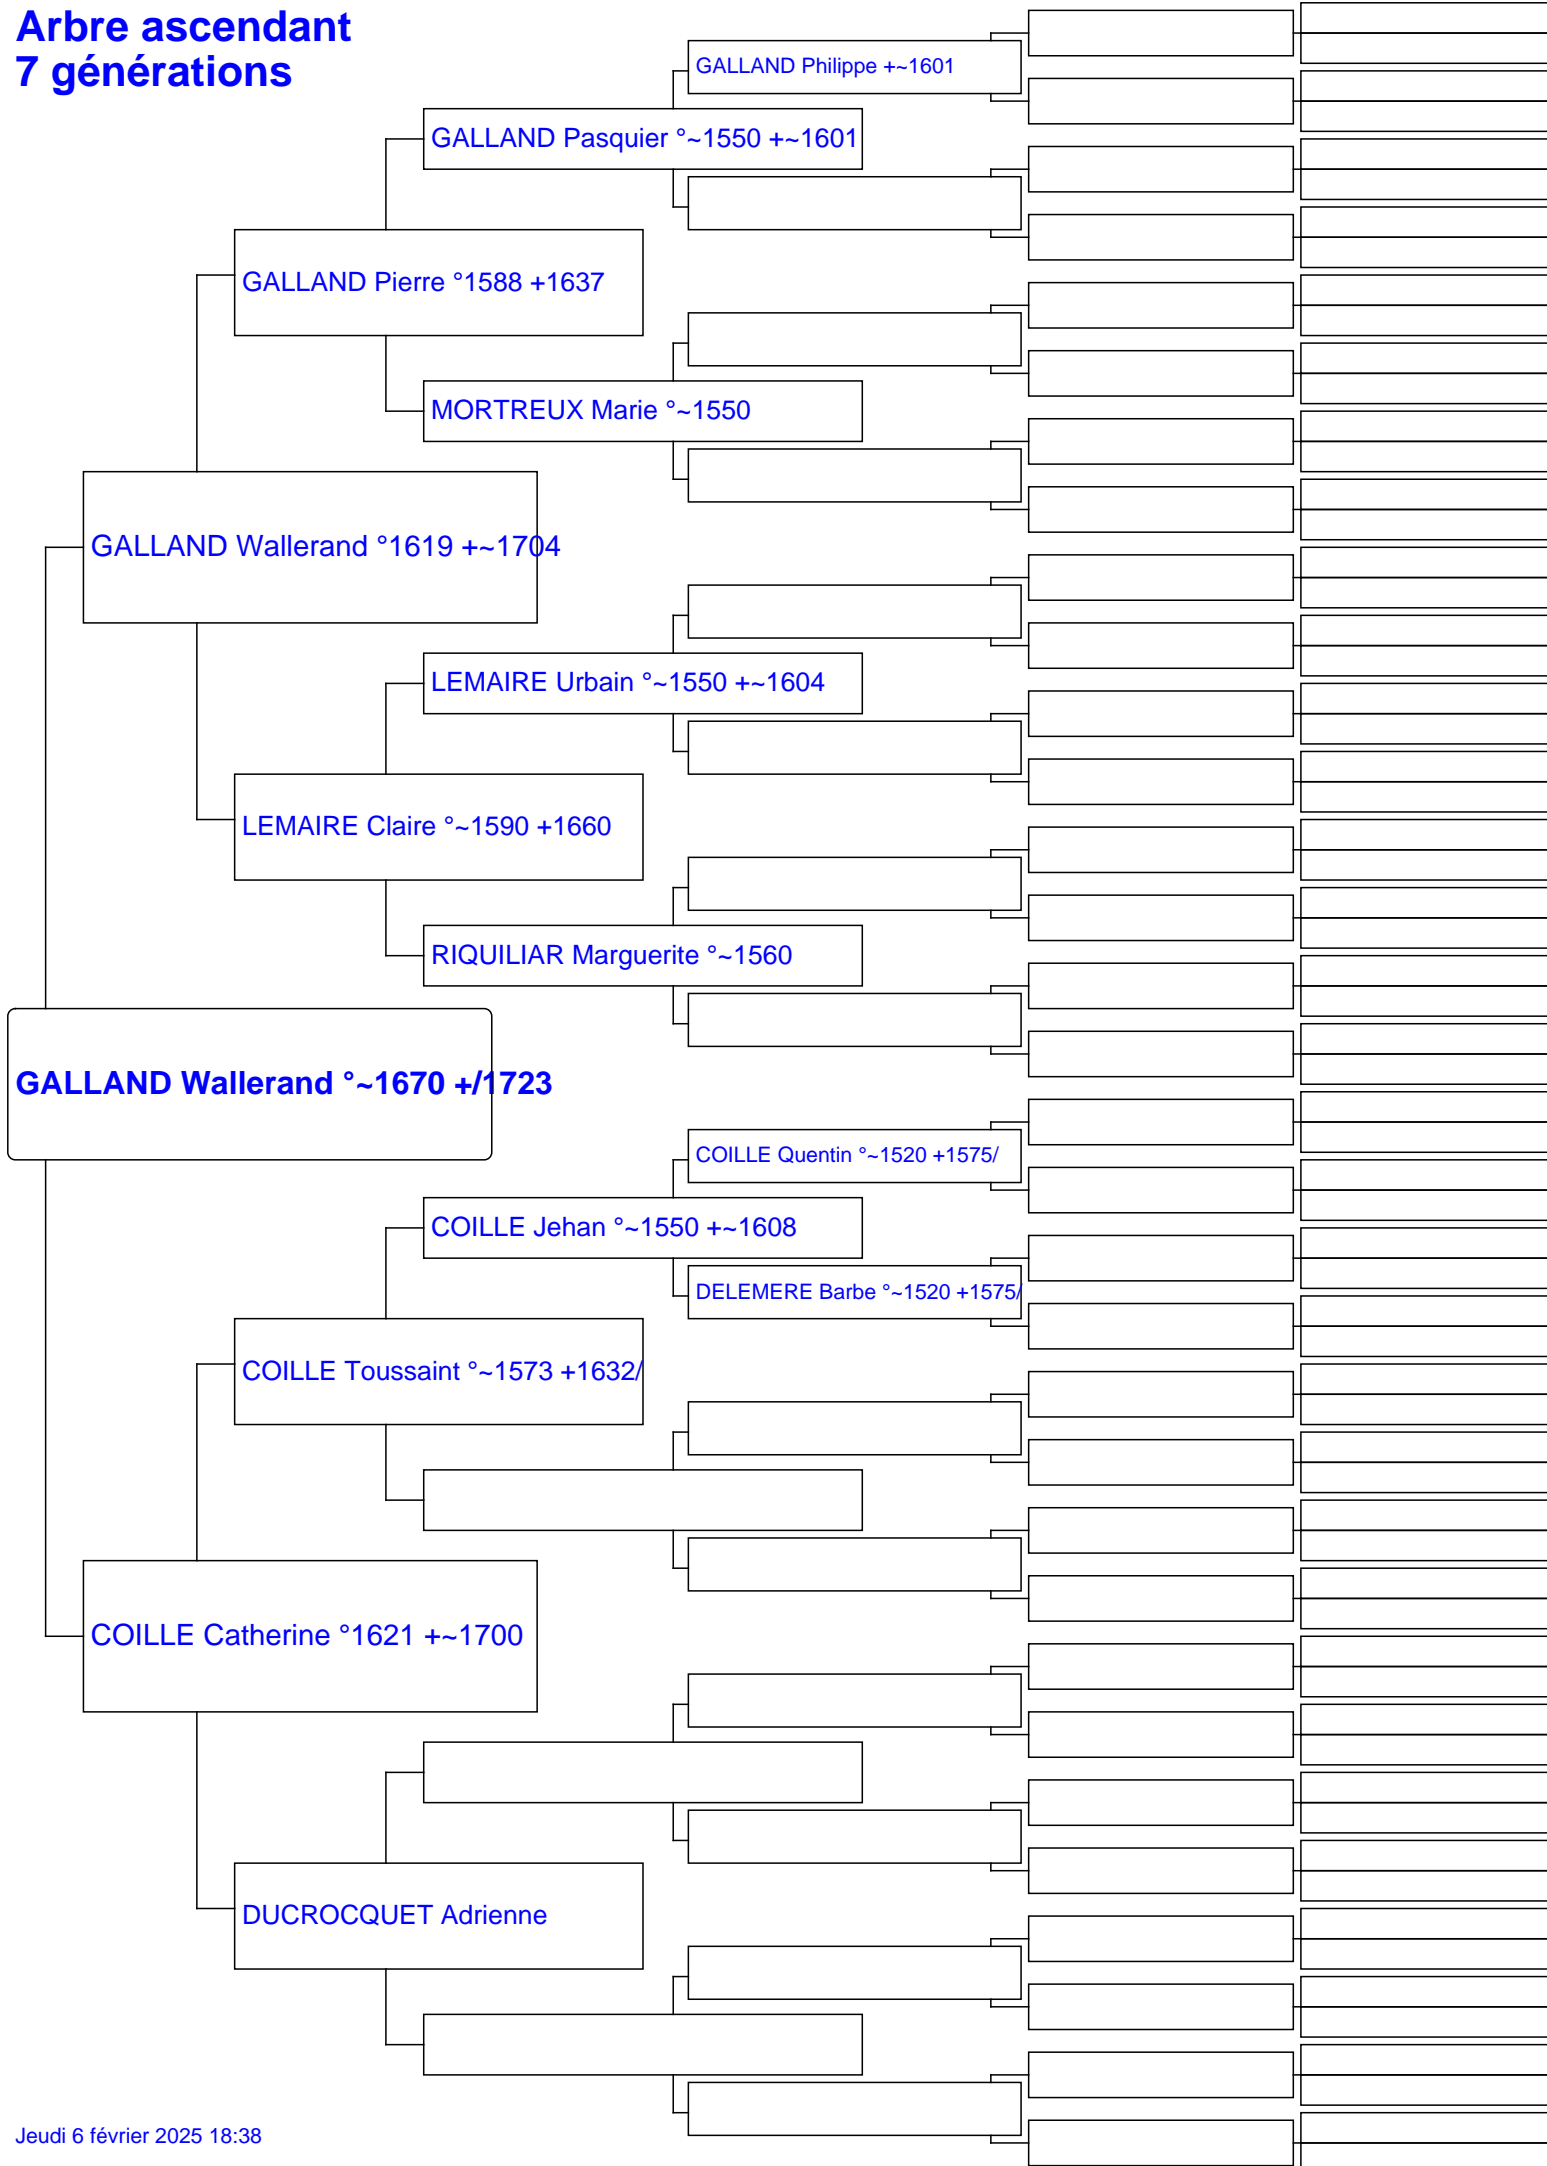 Arbre ascendant
7 générations
GALLAND Philippe +~1601
GALLAND Pasquier °~1550 +~1601
GALLAND Pierre °1588 +1637
MORTREUX Marie °~1550
GALLAND Wallerand °1619 +~1704
LEMAIRE Urbain °~1550 +~1604
LEMAIRE Claire °~1590 +1660
RIQUILIAR Marguerite °~1560
GALLAND Wallerand °~1670 +/1723
COILLE Quentin °~1520 +1575/
COILLE Jehan °~1550 +~1608
DELEMERE Barbe °~1520 +1575/
COILLE Toussaint °~1573 +1632/
COILLE Catherine °1621 +~1700
DUCROCQUET Adrienne
Jeudi 6 février 2025 18:38